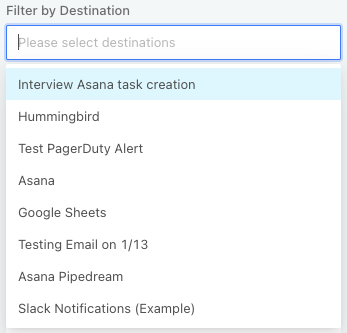 Filter by Destination
Please select destinations
Interview Asana task creation
Hummingbird
Test PagerDuty Alert
Asana
Google Sheets
Testing Email on 1/13
Asana Pipedream
Slack Notifications (Example)